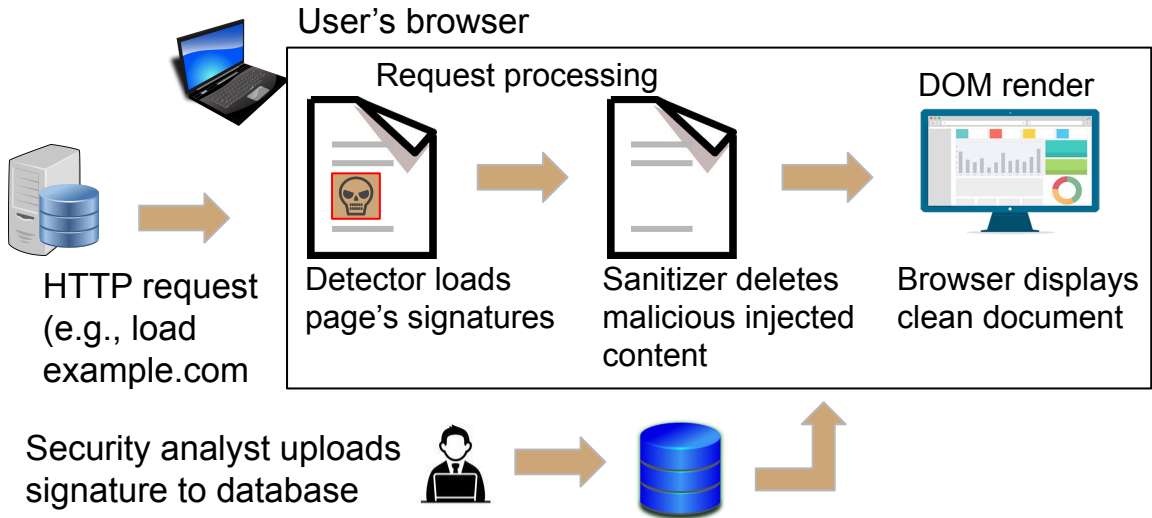 User's browser
Request processing
DOM render
HTTP request
(e.g., load
example.com
Detector loads
page's signatures
Sanitizer deletes
malicious injected
content
Browser displays
clean document
Security analyst uploads
signature to database